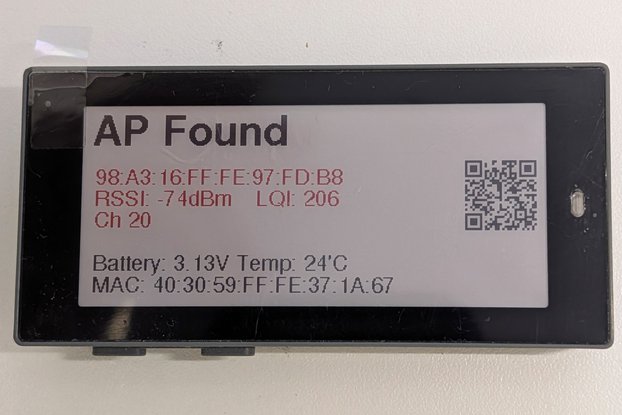 AP Found
98:A3:16:FF:FE:97:FD:B8
RSSI: -74dBm LQI: 206
Ch 20
Battery: 3.13V Temp: 24'C
MAC: 40:30:59:FF:FE:37:1A:67